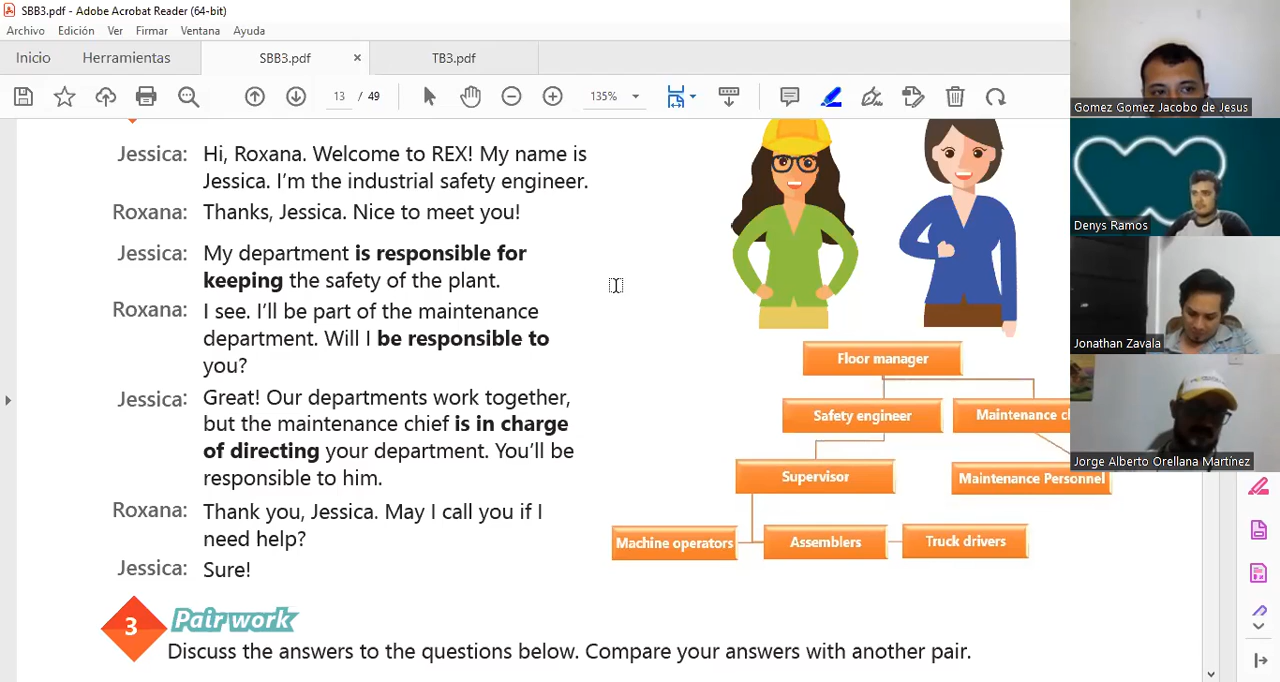 SBB3.pdf - Adobe Acrobat Reader (64-bit)
Archivo Edición Ver Firmar Ventana Ayuda
Inicio Herramientas SBB3.pdf × TB3.pdf
13 / 49 135%
Jessica: Hi, Roxana. Welcome to REX! My name is
Jessica. I'm the industrial safety engineer.
Roxana: Thanks, Jessica. Nice to meet you!
Jessica: My department is responsible for
keeping the safety of the plant.
Roxana: I see. I'll be part of the maintenance
department. Will I be responsible to
you?
Jessica: Great! Our departments work together,
but the maintenance chief is in charge
of directing your department. You'll be
responsible to him.
Roxana: Thank you, Jessica. May I call you if I
need help?
Jessica: Sure!
Floor manager
Safety engineer
Maintenance
Supervisor
Maintenance Personnel
Machine operators
Assemblers
Truck drivers
3 Pair work
Discuss the answers to the questions below. Compare your answers with another pair.
Gomez Gomez Jacobo de Jesus
Denys Ramos
Jonathan Zavala
Jorge Alberto Orellana Martínez